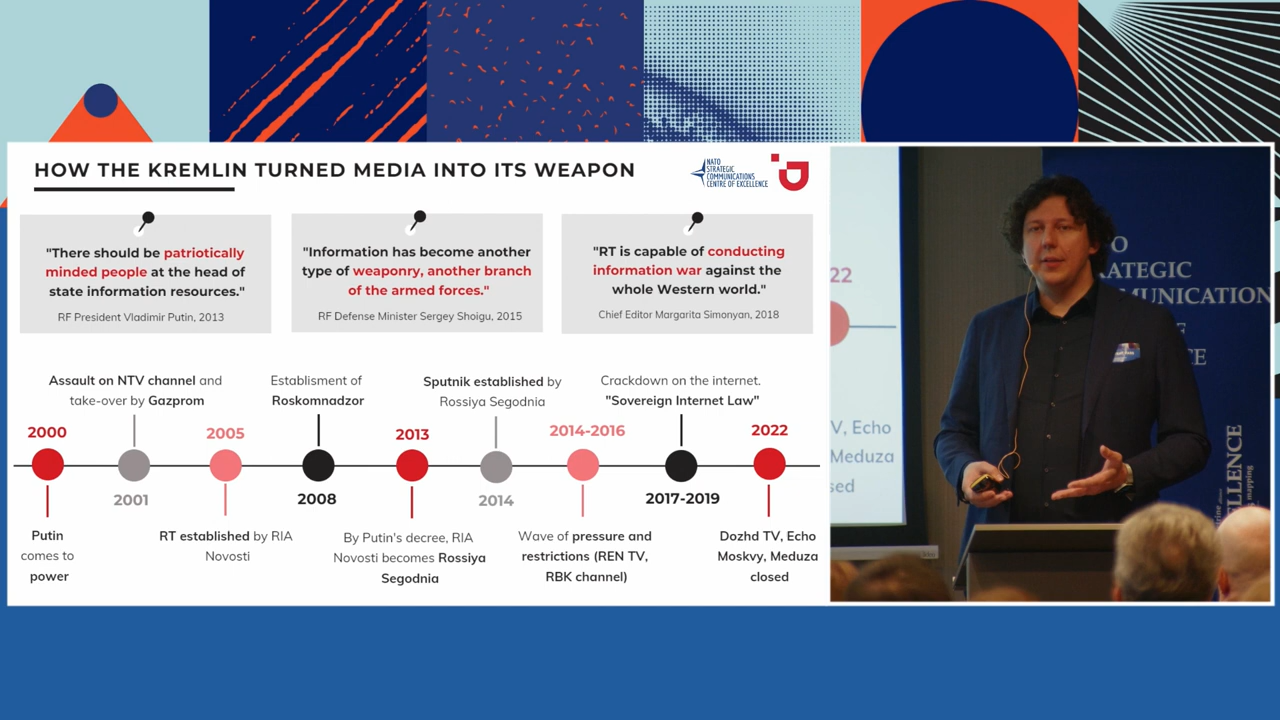 HOW THE KREMLIN TURNED MEDIA INTO ITS WEAPON
NATO
STRATEGIC
COMMUNICATIONS
CENTRE OF EXCELLENCE
"There should be patriotically
minded people at the head of
state information resources."
RF President Vladimir Putin, 2013
"Information has become another
type of weaponry, another branch
of the armed forces."
RF Defense Minister Sergey Shoigu, 2015
"RT is capable of conducting
information war against the
whole Western world."
Chief Editor Margarita Simonyan, 2018
Assault on NTV channel and
take-over by Gazprom
Establisment of
Roskomnadzor
Sputnik established by
Rossiya Segodnia
Crackdown on the internet.
"Sovereign Internet Law"
2000
2005
2013
2014-2016
2022
2001
2008
2014
2017-2019
Putin
comes to
power
RT established by RIA
Novosti
By Putin's decree, RIA
Novosti becomes Rossiya
Segodnia
Wave of pressure and
restrictions (REN TV,
RBK channel)
Dozhd TV, Echo
Moskvy, Meduza
closed
22
V, Echo
Meduza
sed
O
RATEGIC
MUNICATION
E
CE
ELLENCE
mapping